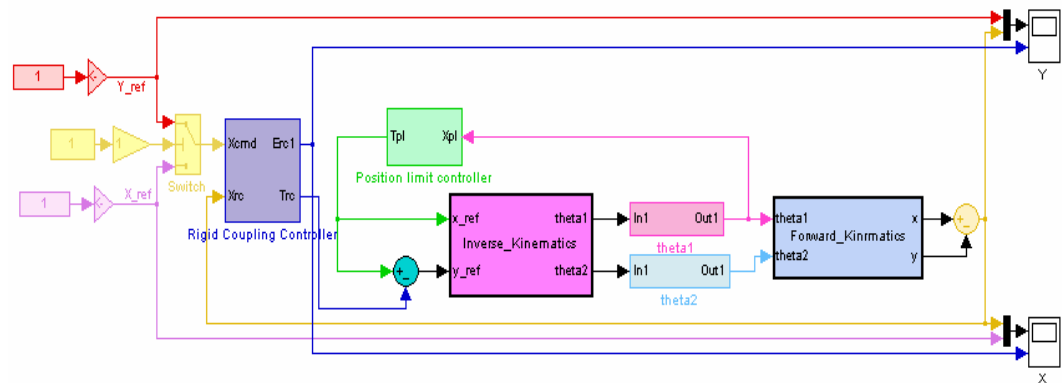 1
Y_ref
1
1
Switch
1
X_ref
Xcmd
Erc1
Xrc
Trc
Rigid Coupling Controller
Tpl
Xpl
Position limit controller
x_ref
theta1
Inverse_Kinematics
y_ref
theta2
In1
Out1
theta1
In1
Out1
theta2
theta1
x
Forward_Kinrmatics
theta2
y
Y
X